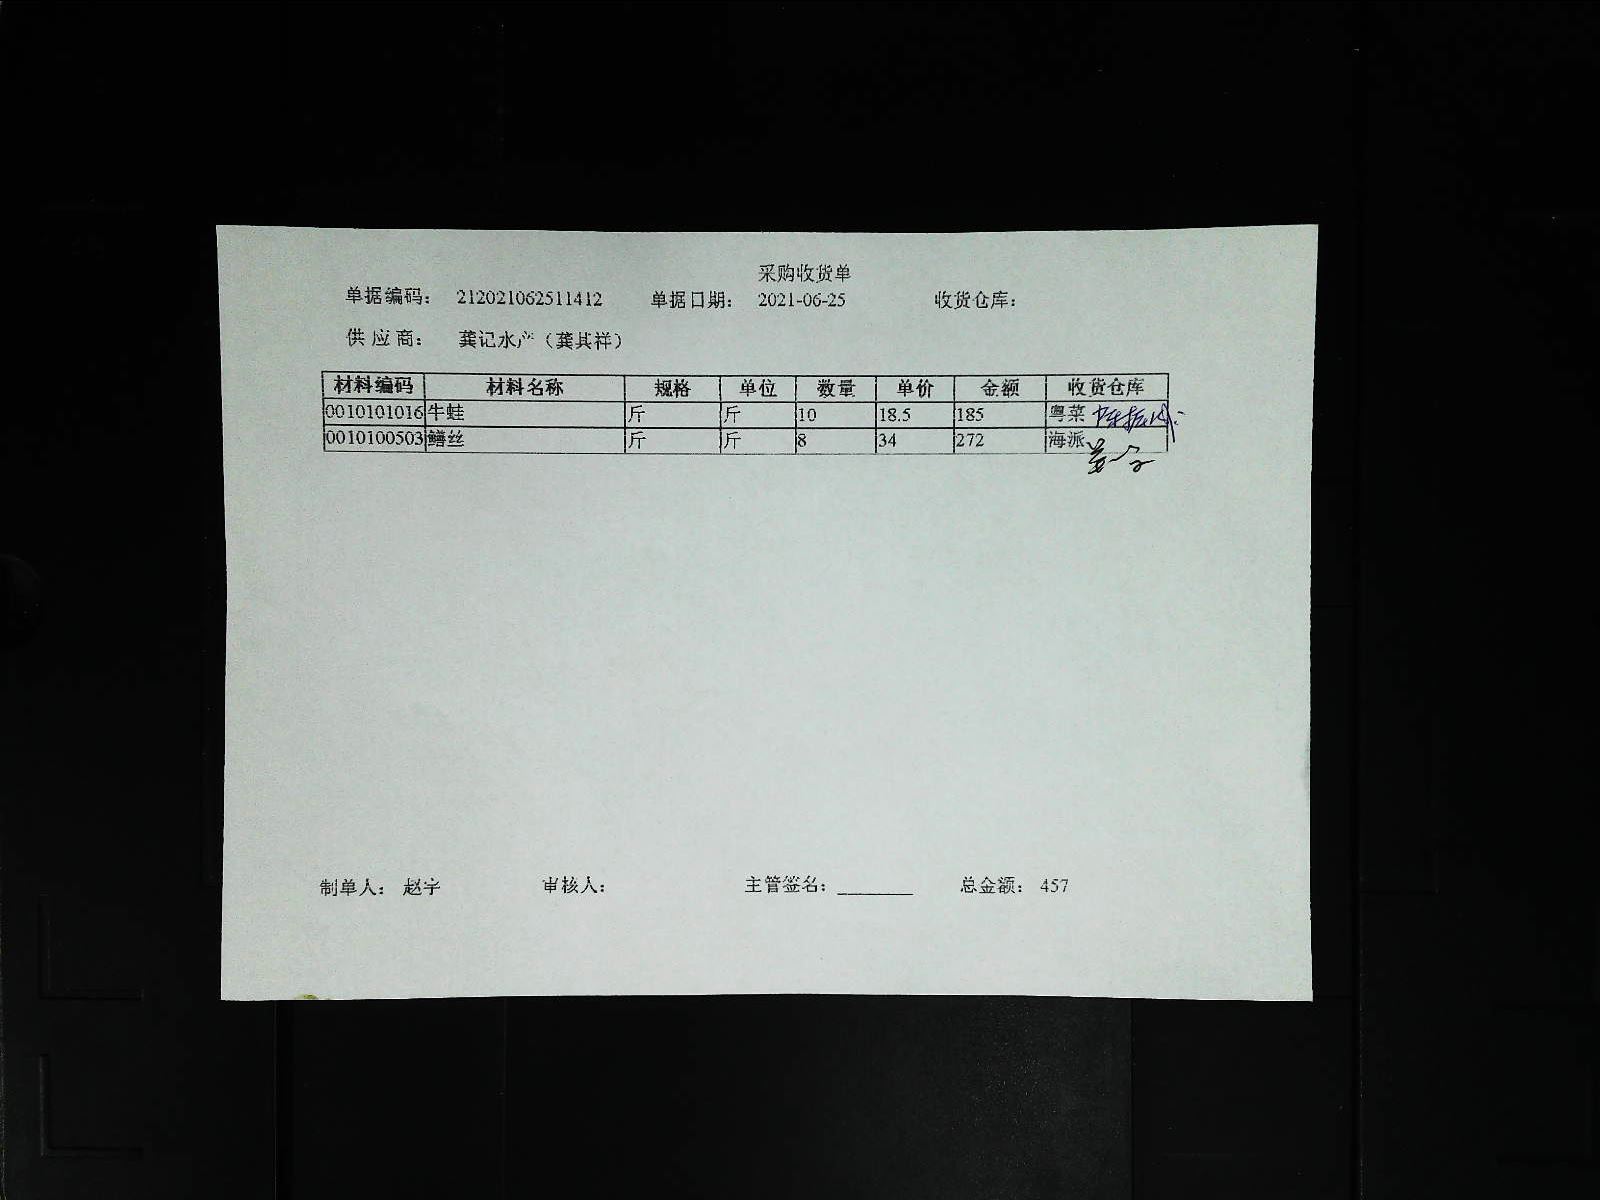 采购收货单
单据编码： 212021062511412 单据日期： 2021-06-25 收货仓库：
供应商： 龚记水产（龚其祥）
材料编码 材料名称 规格 单位 数量 单价 金额 收货仓库
0010101016 牛蛙 斤 斤 10 18.5 185 粤菜
0010100503 鳝丝 斤 斤 8 34 272 海派
制单人： 赵宇 审核人： 主管签名： ________ 总金额： 457